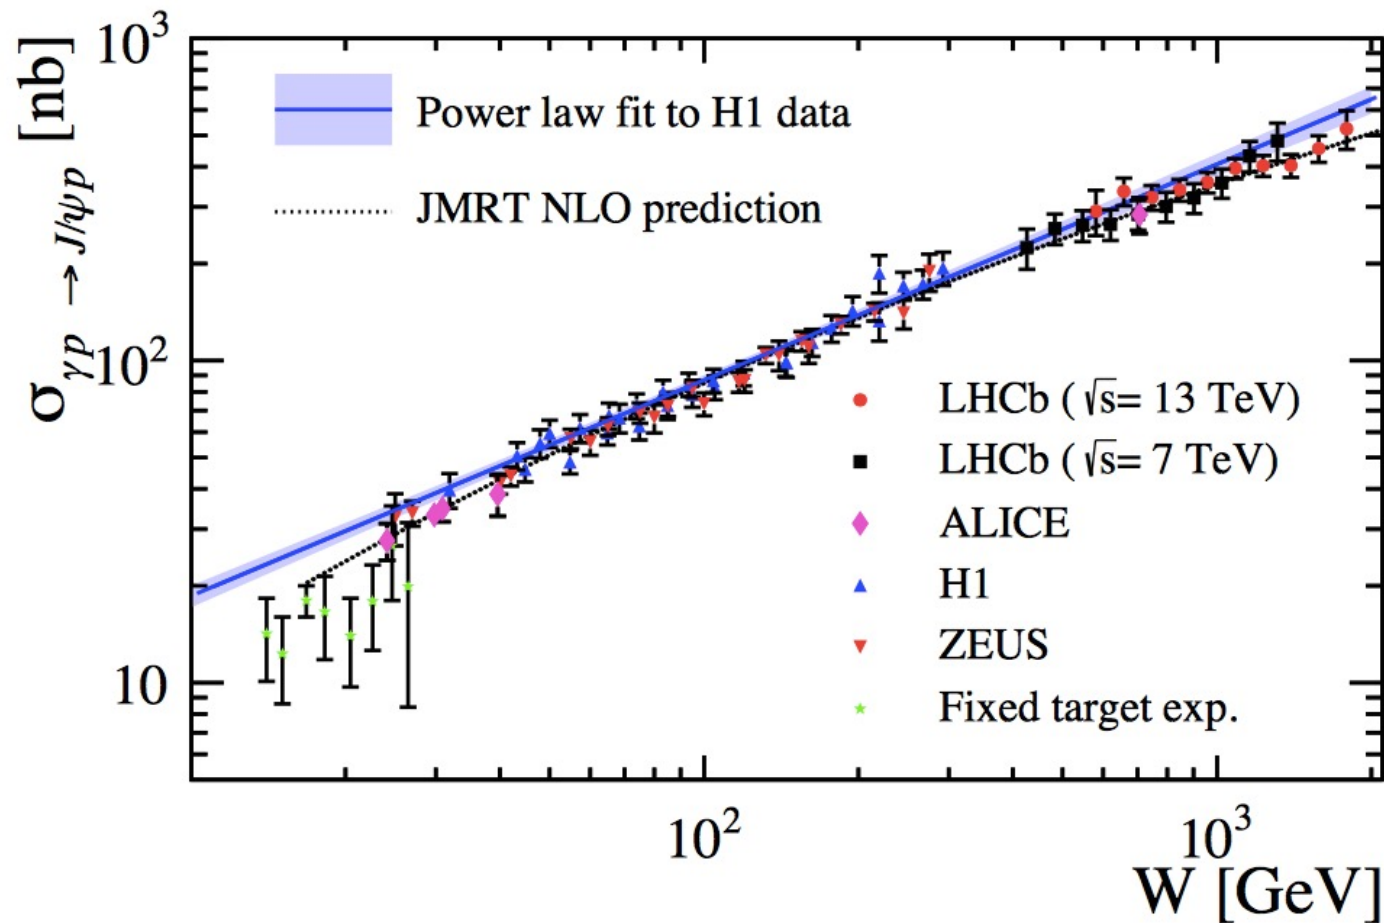 σγp → J/ψp [nb]
10³
10²
10
Power law fit to H1 data
JMRT NLO prediction
LHCb ( √s= 13 TeV)
LHCb ( √s= 7 TeV)
ALICE
H1
ZEUS
Fixed target exp.
10²
10³
W [GeV]